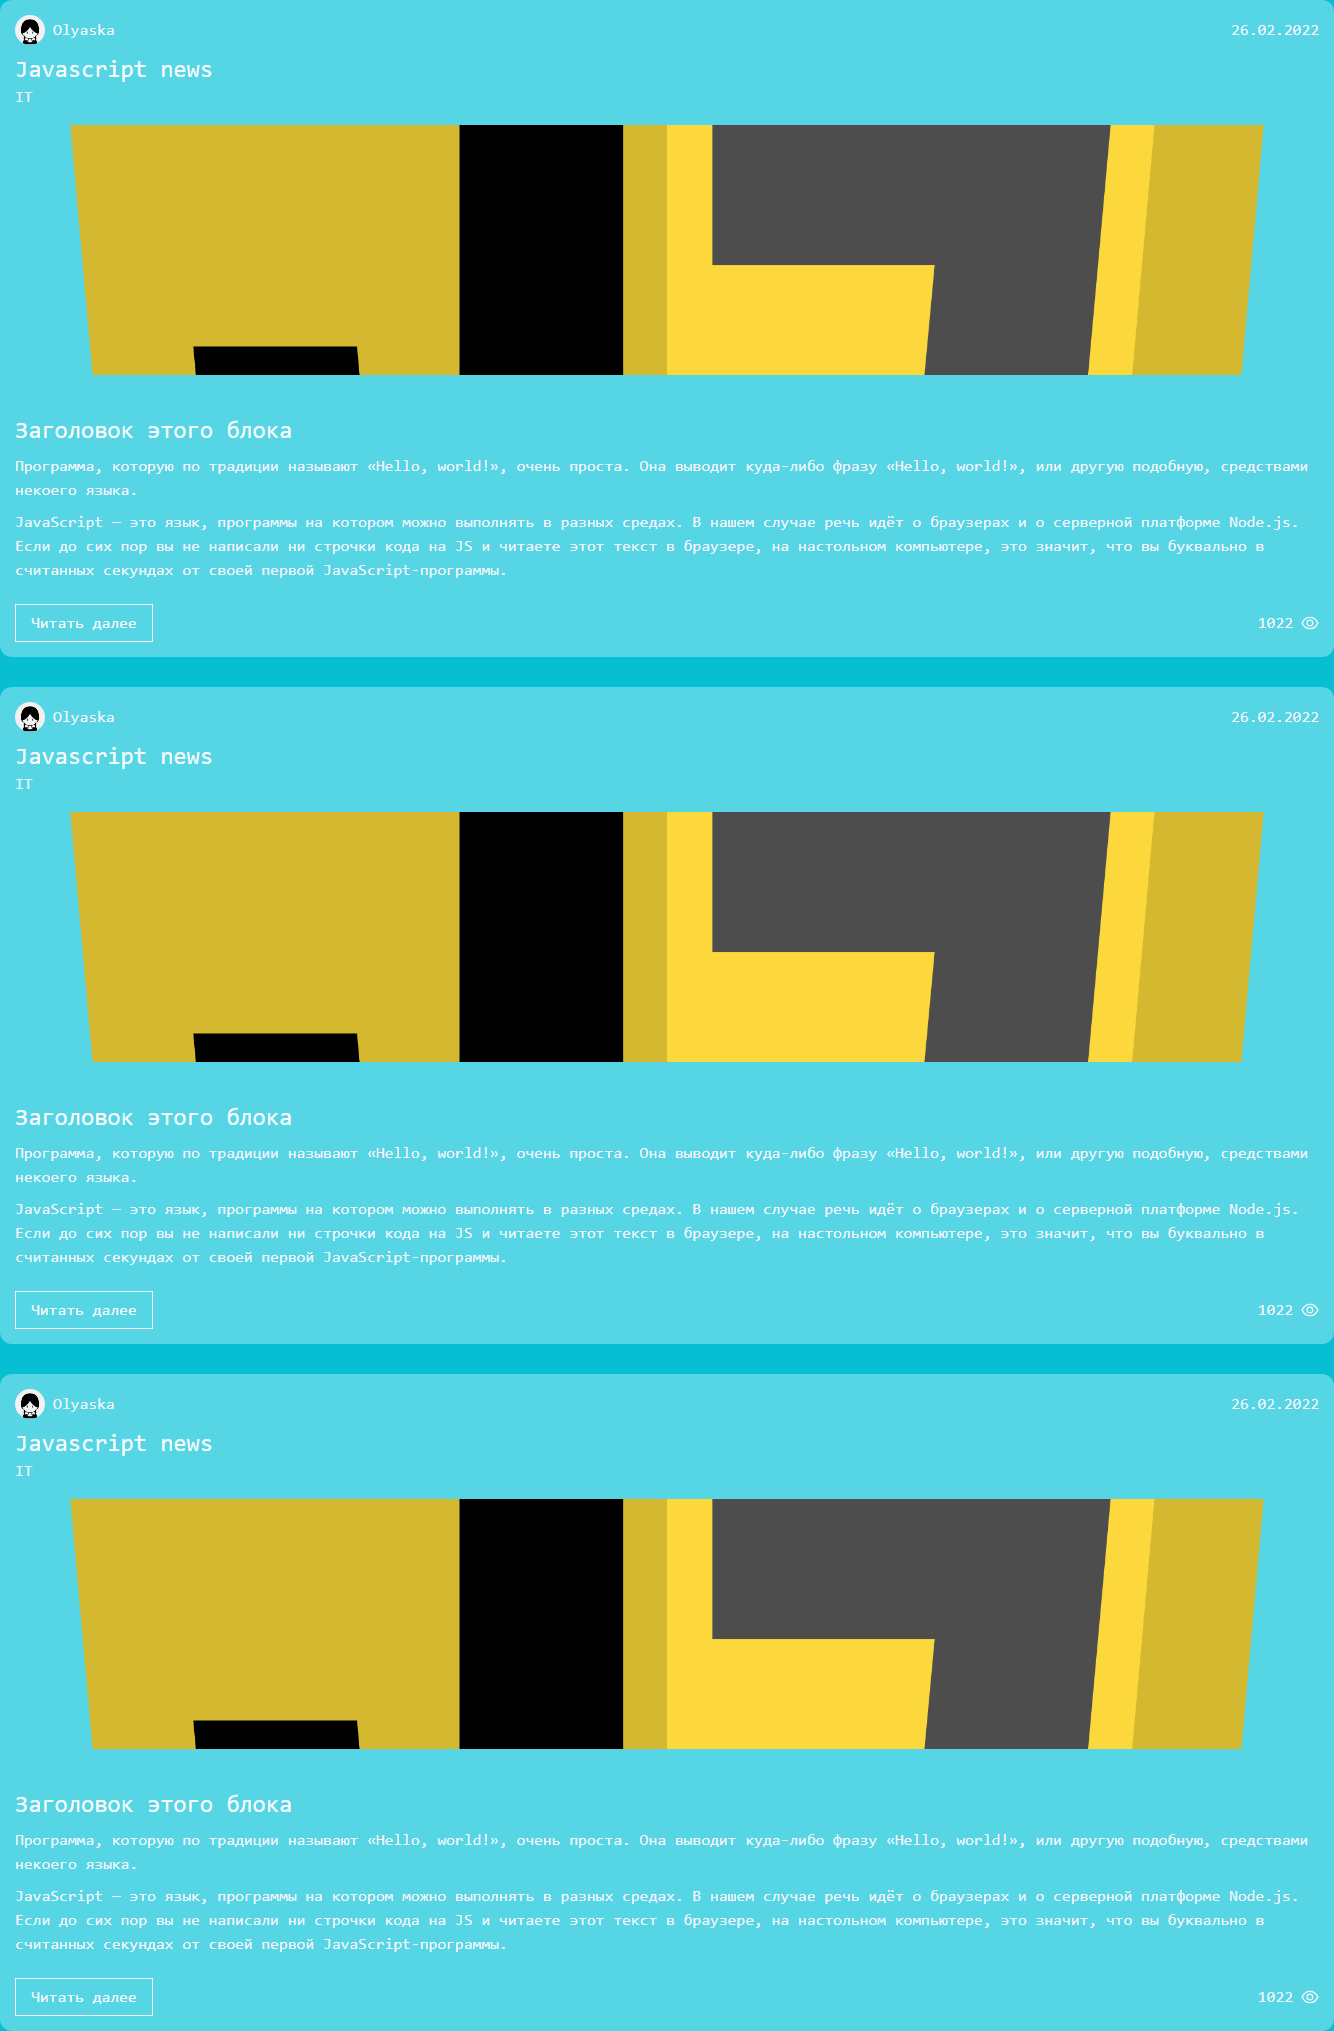 Olyaska
26.02.2022
Javascript news
IT
Заголовок этого блока
Программа, которую по традиции называют «Hello, world!», очень проста. Она выводит куда-либо фразу «Hello, world!», или другую подобную, средствами
некоего языка.
JavaScript — это язык, программы на котором можно выполнять в разных средах. В нашем случае речь идёт о браузерах и о серверной платформе Node.js.
Если до сих пор вы не написали ни строчки кода на JS и читаете этот текст в браузере, на настольном компьютере, это значит, что вы буквально в
считанных секундах от своей первой JavaScript-программы.
Читать далее
1022
Olyaska
26.02.2022
Javascript news
IT
Заголовок этого блока
Программа, которую по традиции называют «Hello, world!», очень проста. Она выводит куда-либо фразу «Hello, world!», или другую подобную, средствами
некоего языка.
JavaScript — это язык, программы на котором можно выполнять в разных средах. В нашем случае речь идёт о браузерах и о серверной платформе Node.js.
Если до сих пор вы не написали ни строчки кода на JS и читаете этот текст в браузере, на настольном компьютере, это значит, что вы буквально в
считанных секундах от своей первой JavaScript-программы.
Читать далее
1022
Olyaska
26.02.2022
Javascript news
IT
Заголовок этого блока
Программа, которую по традиции называют «Hello, world!», очень проста. Она выводит куда-либо фразу «Hello, world!», или другую подобную, средствами
некоего языка.
JavaScript — это язык, программы на котором можно выполнять в разных средах. В нашем случае речь идёт о браузерах и о серверной платформе Node.js.
Если до сих пор вы не написали ни строчки кода на JS и читаете этот текст в браузере, на настольном компьютере, это значит, что вы буквально в
считанных секундах от своей первой JavaScript-программы.
Читать далее
1022